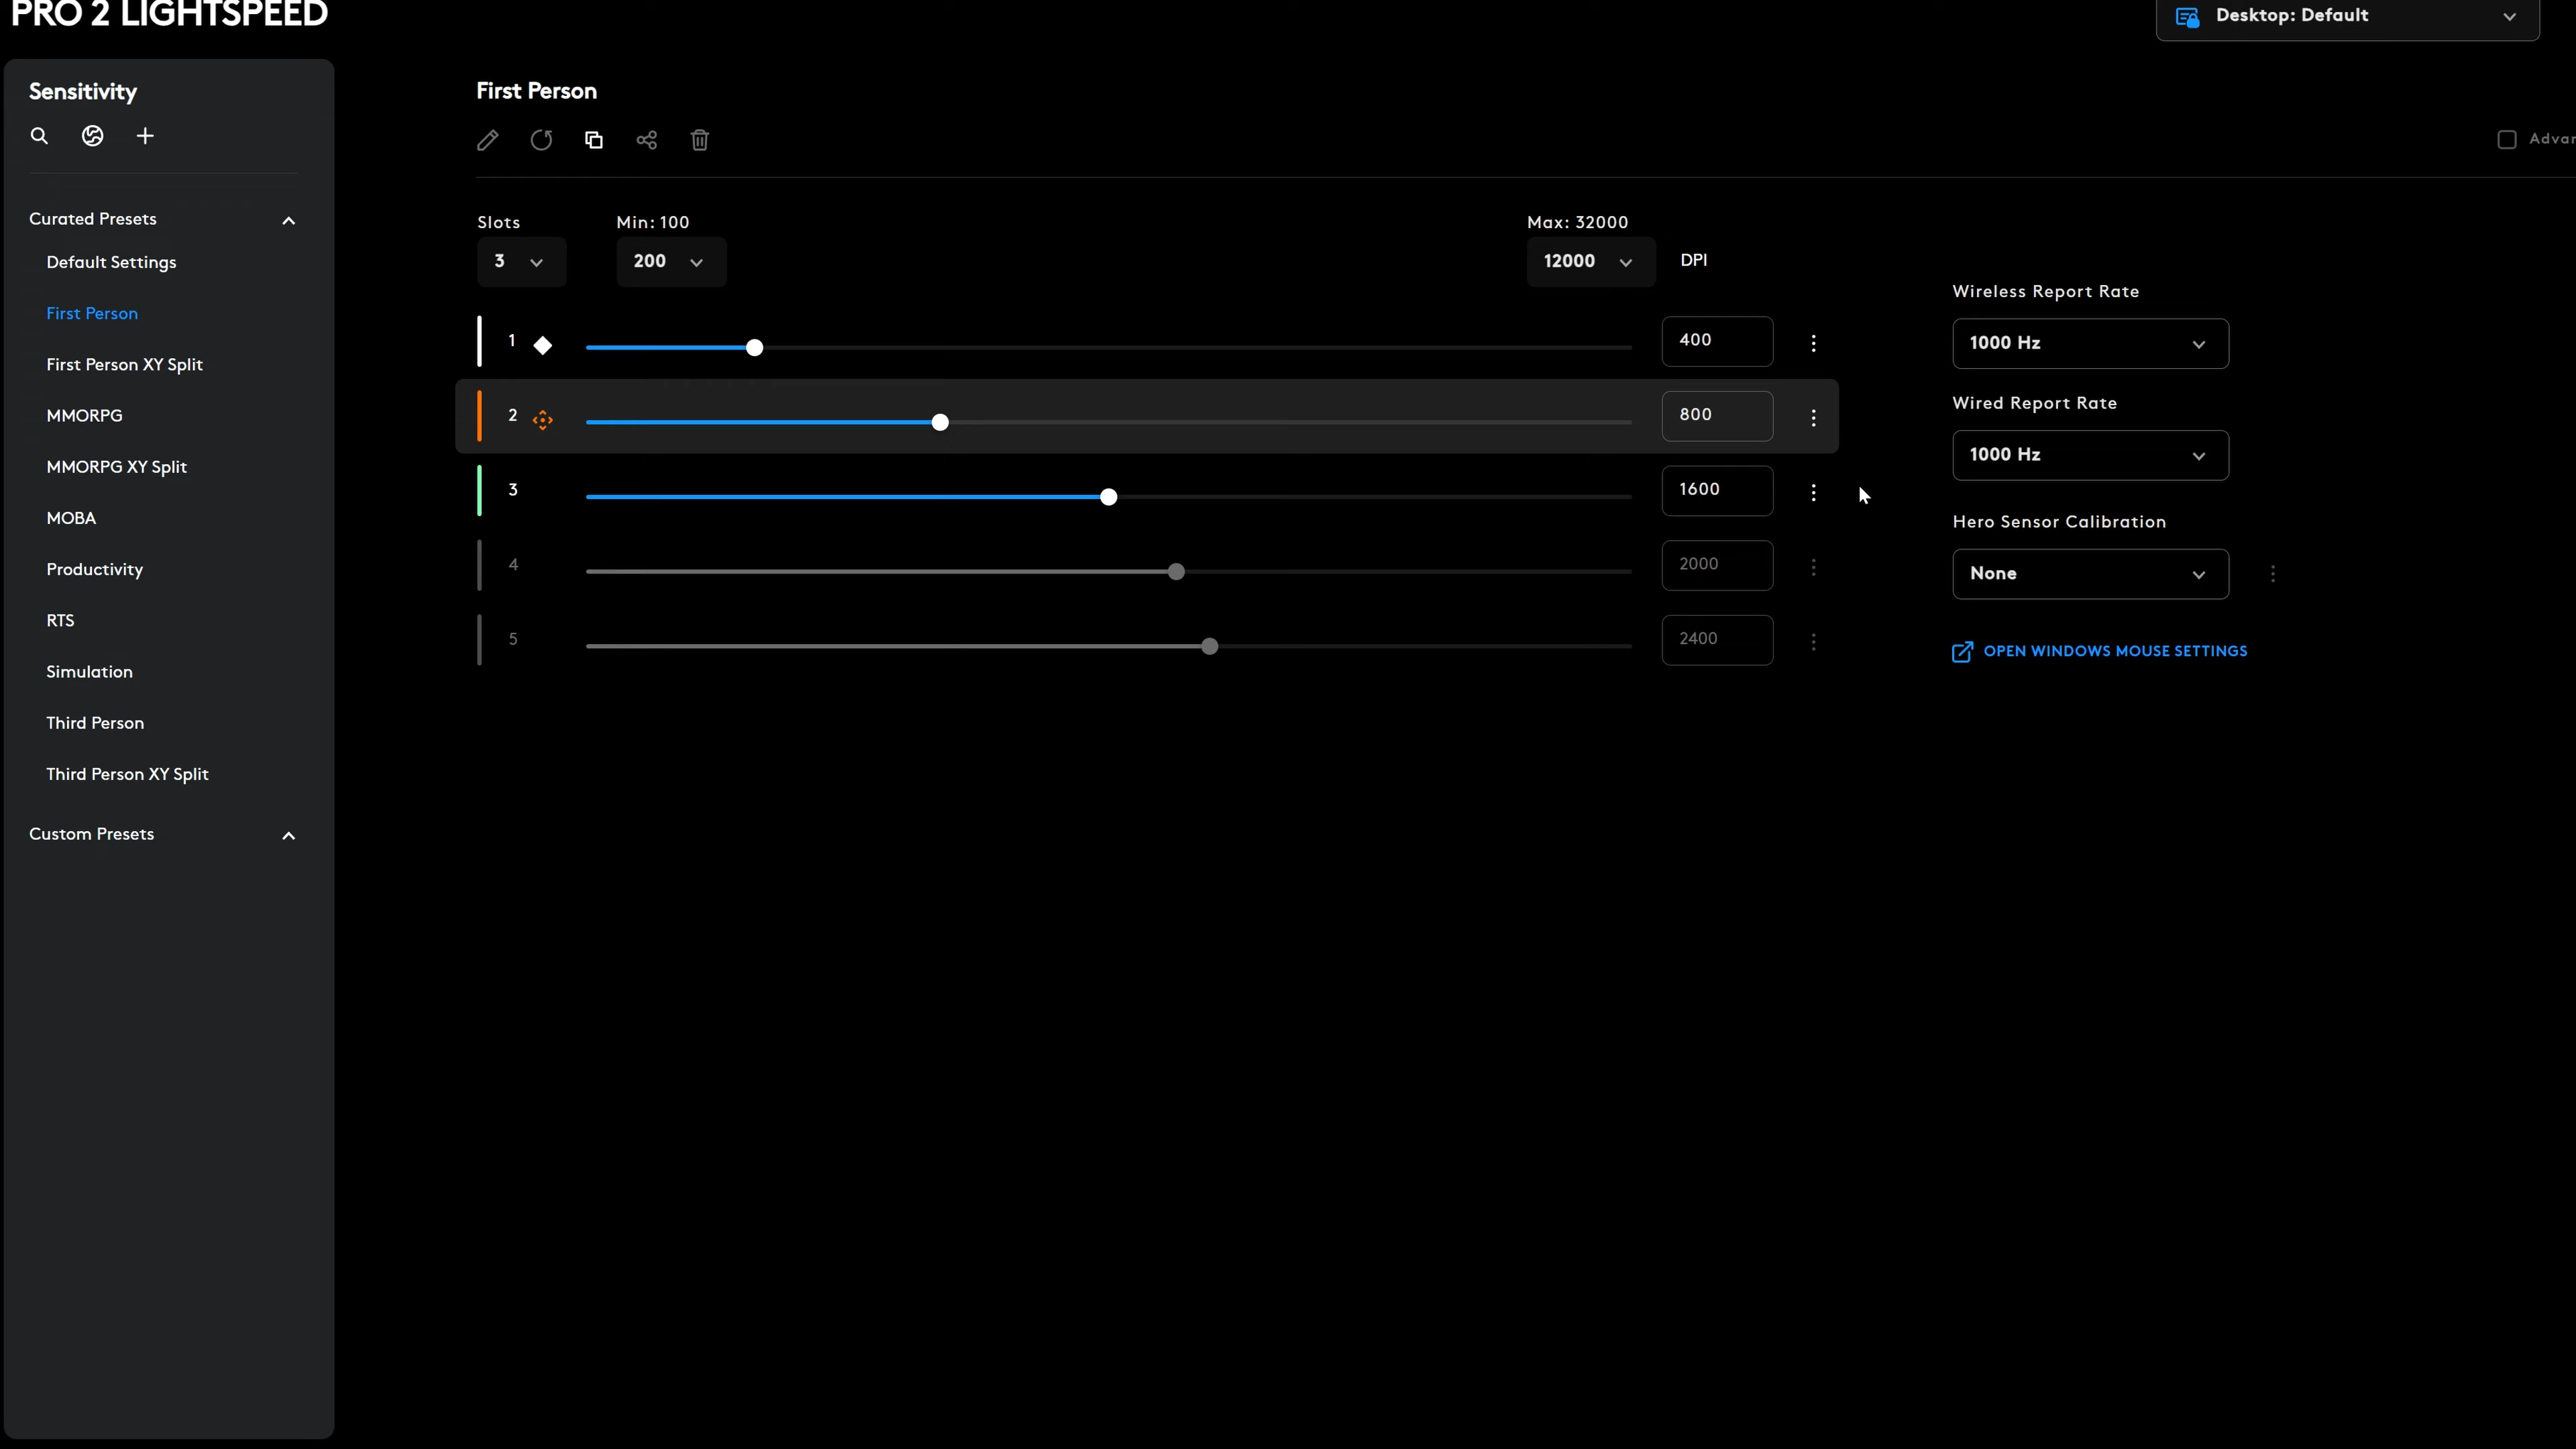 PRO 2 LIGHTSPEED
Desktop: Default
Sensitivity
Curated Presets
Default Settings
First Person
First Person XY Split
MMORPG
MMORPG XY Split
MOBA
Productivity
RTS
Simulation
Third Person
Third Person XY Split
Custom Presets
First Person
Slots
Min: 100
Max: 32000
3
200
12000
DPI
1
400
2
800
3
1600
4
2000
5
2400
Wireless Report Rate
1000 Hz
Wired Report Rate
1000 Hz
Hero Sensor Calibration
None
OPEN WINDOWS MOUSE SETTINGS